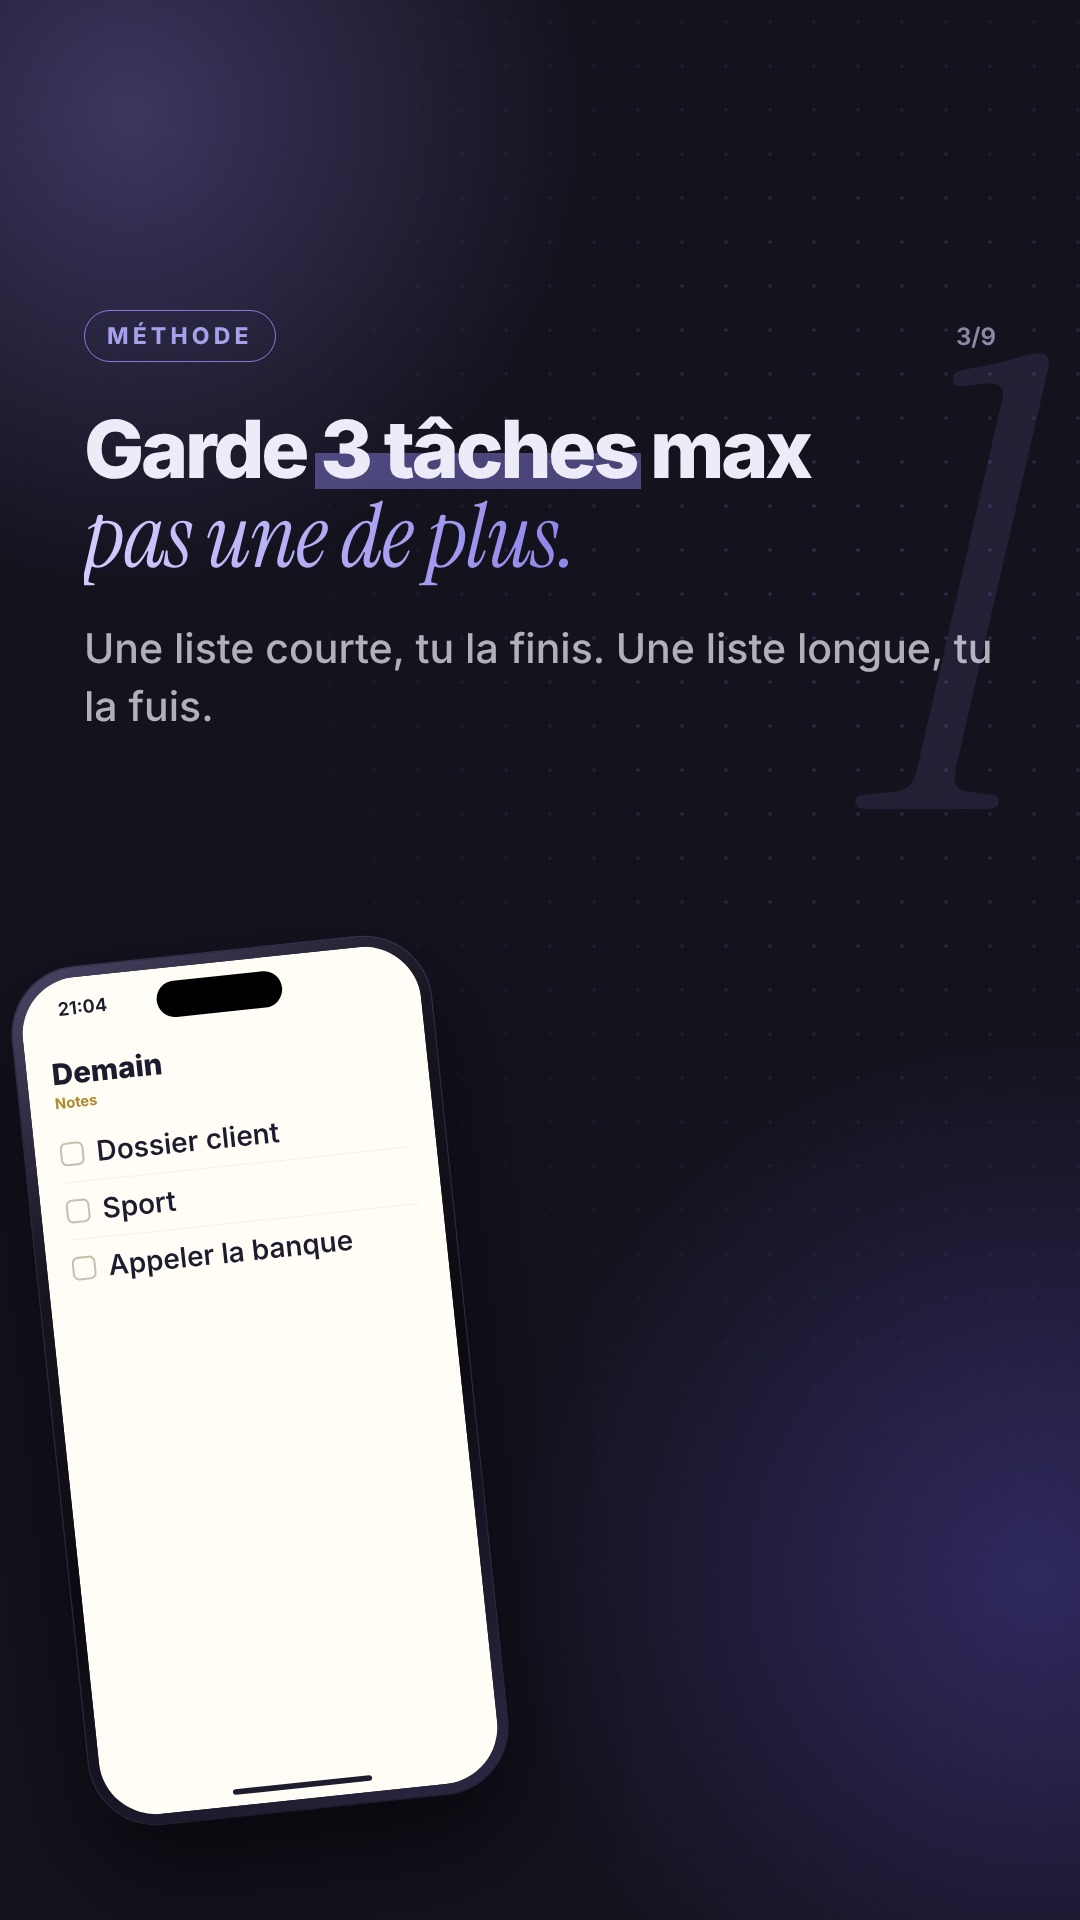 MÉTHODE
3/9
1
Garde 3 tâches max
pas une de plus.
Une liste courte, tu la finis. Une liste longue, tu
la fuis.
21:04
Demain
Notes
Dossier client
Sport
Appeler la banque